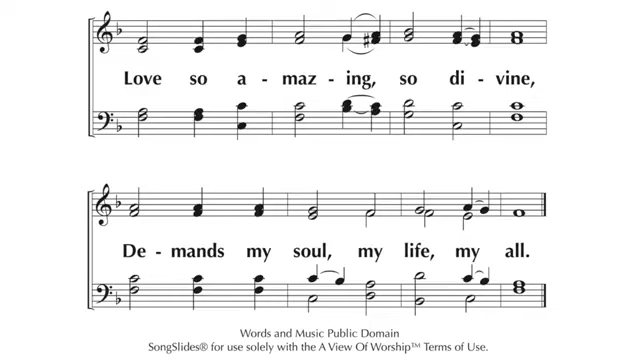 Love so a - maz - ing, so di - vine,
De - mands my soul, my life, my all.
Words and Music Public Domain
SongSlides® for use solely with the A View Of Worship™ Terms of Use.